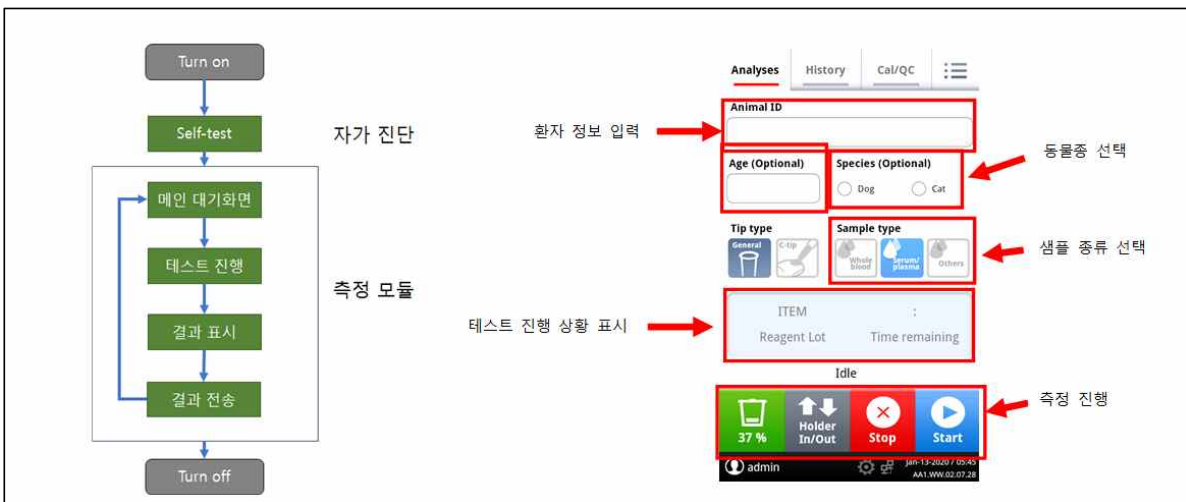 Turn on
Self-test
자가 진단
메인 대기화면
테스트 진행
측정 모듈
결과 표시
결과 전송
Turn off
Analyses
History
Cal/QC
Animal ID
환자 정보 입력
Age (Optional)
Species (Optional)
Dog
Cat
동물종 선택
Tip type
General
C-tip
Sample type
Whole
blood
Serum/
plasma
Others
샘플 종류 선택
테스트 진행 상황 표시
ITEM
:
Reagent Lot
Time remaining
Idle
37 %
Holder
In/Out
Stop
Start
측정 진행
admin
Jan-13-2020 / 05:45
AA1.WW.02.07.28